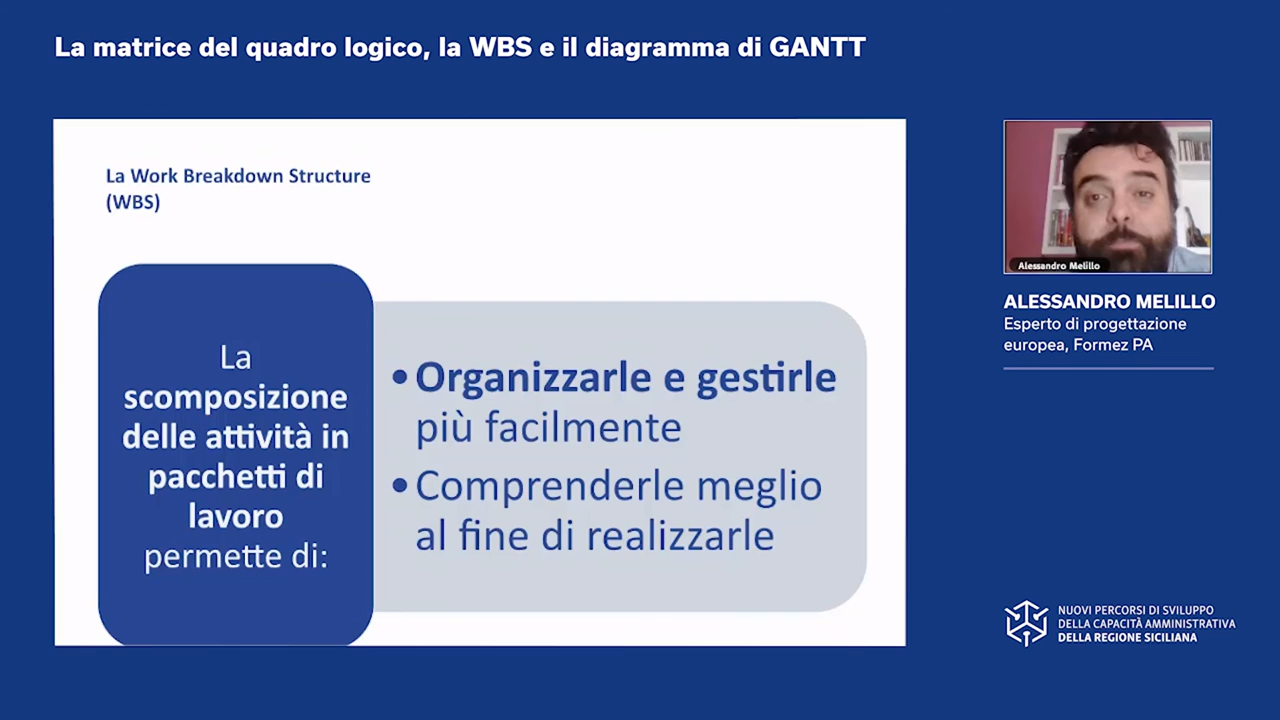 La matrice del quadro logico, la WBS e il diagramma di GANTT
La Work Breakdown Structure
(WBS)
La
scomposizione
delle attività in
pacchetti di
lavoro
permette di:
•Organizzarle e gestirle
più facilmente
•Comprenderle meglio
al fine di realizzarle
Alessandro Melillo
ALESSANDRO MELILLO
Esperto di progettazione
europea, Formez PA
NUOVI PERCORSI DI SVILUPPO
DELLA CAPACITÀ AMMINISTRATIVA
DELLA REGIONE SICILIANA